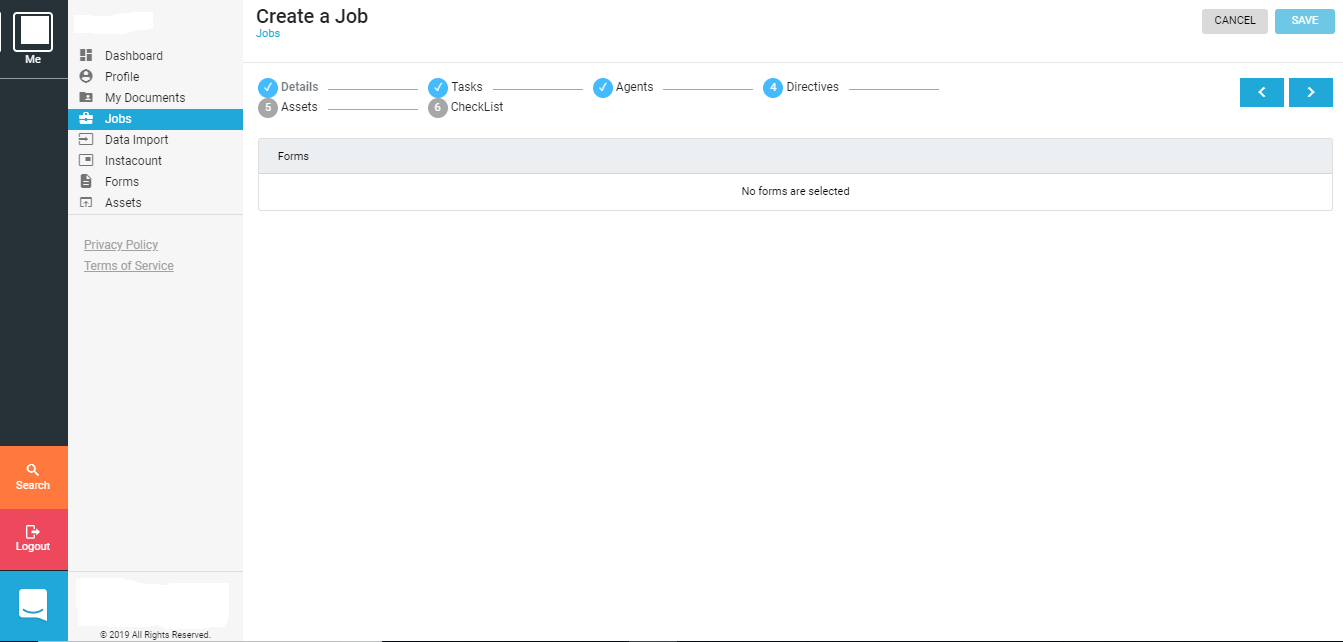 Me
Search
Logout
Dashboard
Profile
My Documents
Jobs
Data Import
Instacount
Forms
Assets
Privacy Policy
Terms of Service
© 2019 All Rights Reserved.
Create a Job
Jobs
CANCEL
SAVE
Details
Tasks
Agents
4 Directives
5 Assets
6 CheckList
Forms
No forms are selected